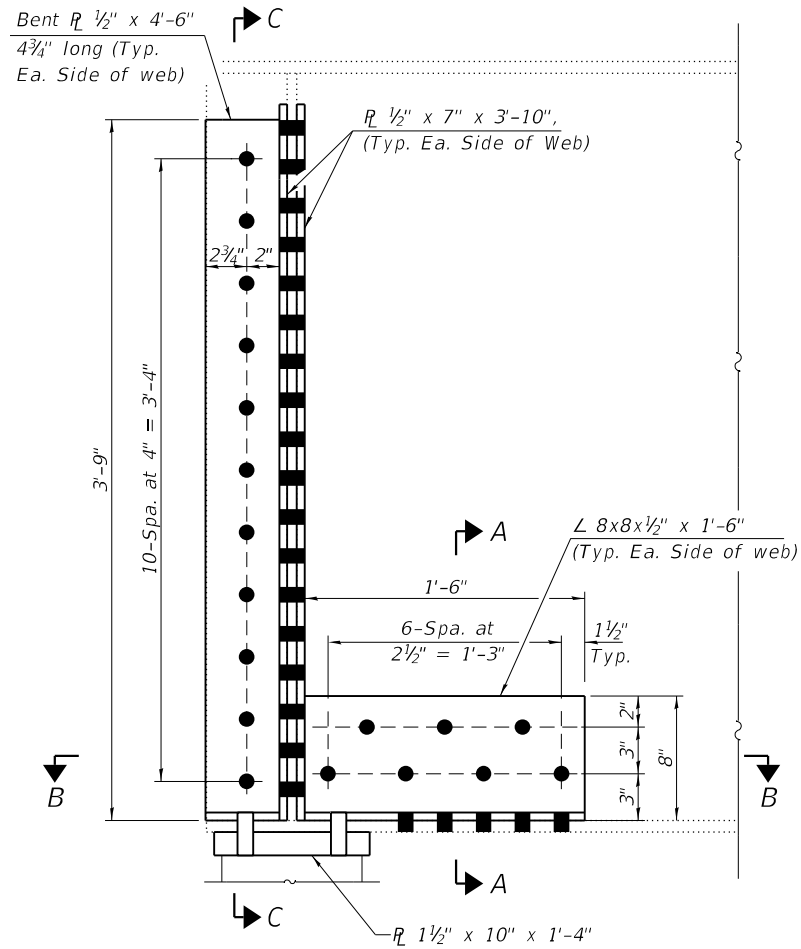 Bent ℄ ½" x 4'-6"
4¾" long (Typ.
Ea. Side of web)
C
℄ ½" x 7" x 3'-10",
(Typ. Ea. Side of Web)
2¾" 2"
3'-9"
10-Spa. at 4" = 3'-4"
A
∠ 8x8x½" x 1'-6"
(Typ. Ea. Side of web)
1'-6"
6-Spa. at
2½" = 1'-3"
1½"
Typ.
2"
3"
3"
8"
B
B
A
C
℄ 1½" x 10" x 1'-4"